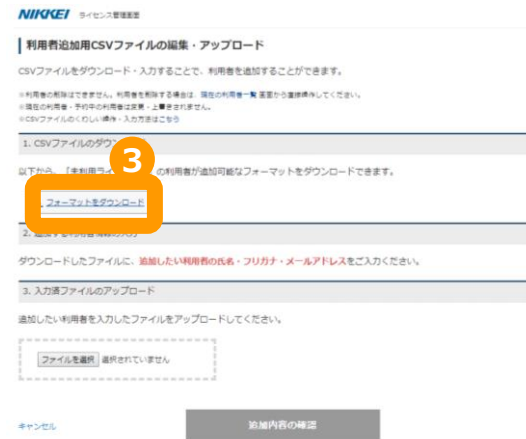 NIKKEI ライセンス管理画面
利用者追加用CSVファイルの編集・アップロード
CSVファイルをダウンロード・入力することで、利用者を追加することができます。
※利用者の削除はできません。利用者を削除する場合は、現在の利用者一覧 画面から直接操作してください。
※現在の利用者・予約中の利用者は変更・上書きされません。
※CSVファイルのくわしい操作・入力方法はこちら
1. CSVファイルのダウン
3
以下から、「未利用ライ の利用者が追加可能なフォーマットをダウンロードできます。
フォーマットをダウンロード
2. 追加する利用者情報の入力
ダウンロードしたファイルに、追加したい利用者の氏名・フリガナ・メールアドレスをご入力ください。
3. 入力済ファイルのアップロード
追加したい利用者を入力したファイルをアップロードしてください。
ファイルを選択 選択されていません
キャンセル 追加内容の確認